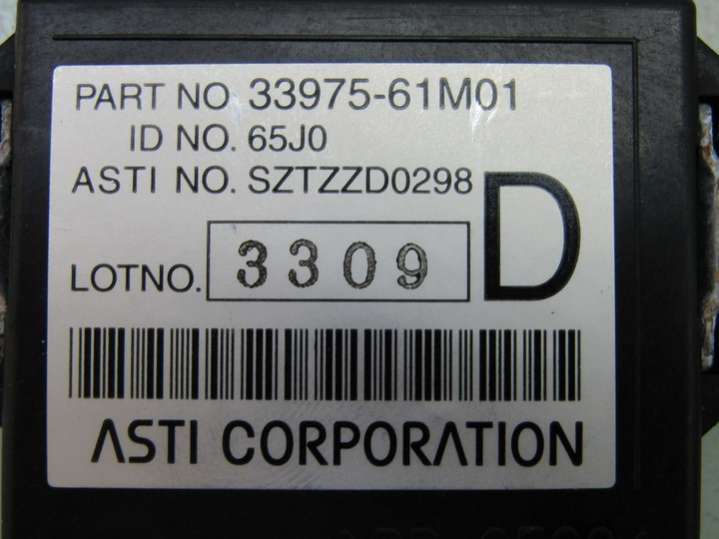 PART NO. 33975-61M01
ID NO. 65J0
ASTI NO. SZTZZD0298
D
LOTNO. 3309
ASTI CORPORATION